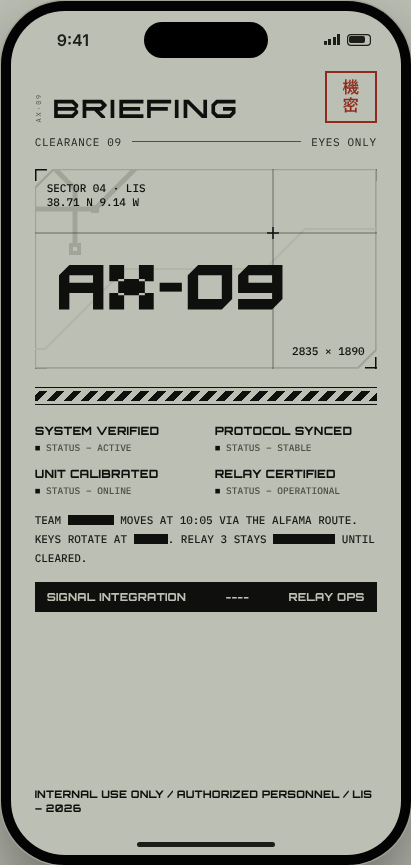 9:41
AX-09
BRIEFING
機
密
CLEARANCE 09
EYES ONLY
SECTOR 04 · LIS
38.71 N 9.14 W
AX-09
2835 × 1890
SYSTEM VERIFIED
■ STATUS – ACTIVE
PROTOCOL SYNCED
■ STATUS – STABLE
UNIT CALIBRATED
■ STATUS – ONLINE
RELAY CERTIFIED
■ STATUS – OPERATIONAL
TEAM MOVES AT 10:05 VIA THE ALFAMA ROUTE.
KEYS ROTATE AT . RELAY 3 STAYS UNTIL
CLEARED.
SIGNAL INTEGRATION ---- RELAY OPS
INTERNAL USE ONLY / AUTHORIZED PERSONNEL / LIS
– 2026